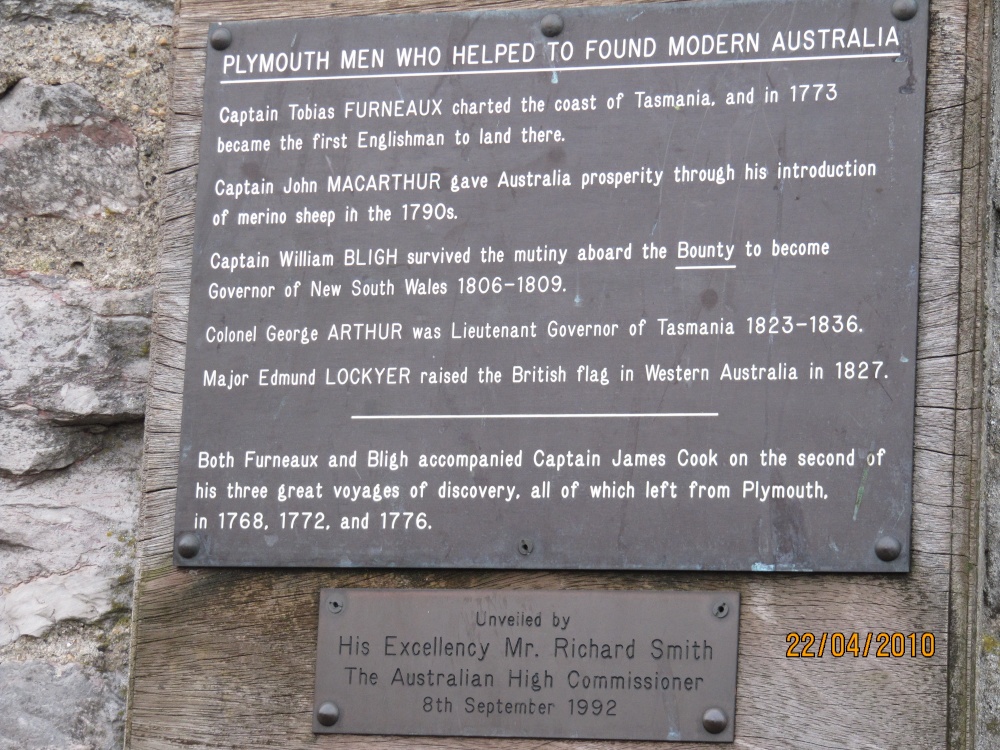 PLYMOUTH MEN WHO HELPED TO FOUND MODERN AUSTRALIA
Captain Tobias FURNEAUX charted the coast of Tasmania, and in 1773
became the first Englishman to land there.
Captain John MACARTHUR gave Australia prosperity through his introduction
of merino sheep in the 1790s.
Captain William BLIGH survived the mutiny aboard the Bounty to become
Governor of New South Wales 1806-1809.
Colonel George ARTHUR was Lieutenant Governor of Tasmania 1823-1836.
Major Edmund LOCKYER raised the British flag in Western Australia in 1827.
Both Furneaux and Bligh accompanied Captain James Cook on the second of
his three great voyages of discovery, all of which left from Plymouth,
in 1768, 1772, and 1776.
Unveiled by
His Excellency Mr. Richard Smith
The Australian High Commissioner
8th September 1992
22/04/2010